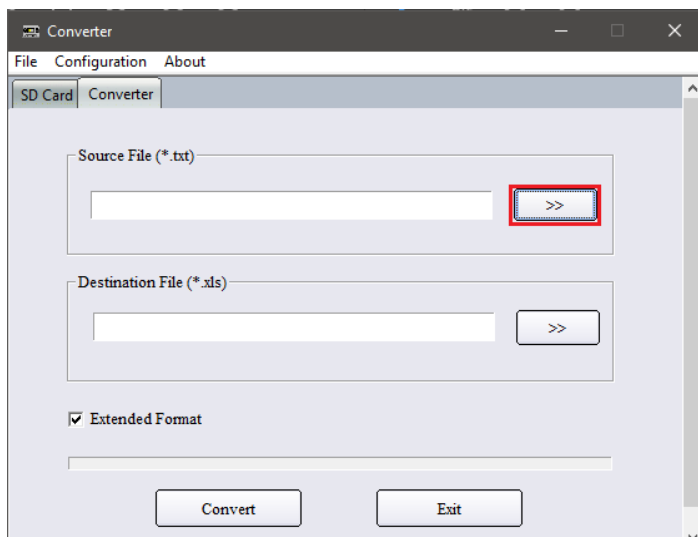 Converter
File Configuration About
SD Card Converter
Source File (*.txt)
>>
Destination File (*.xls)
>>
Extended Format
Convert Exit